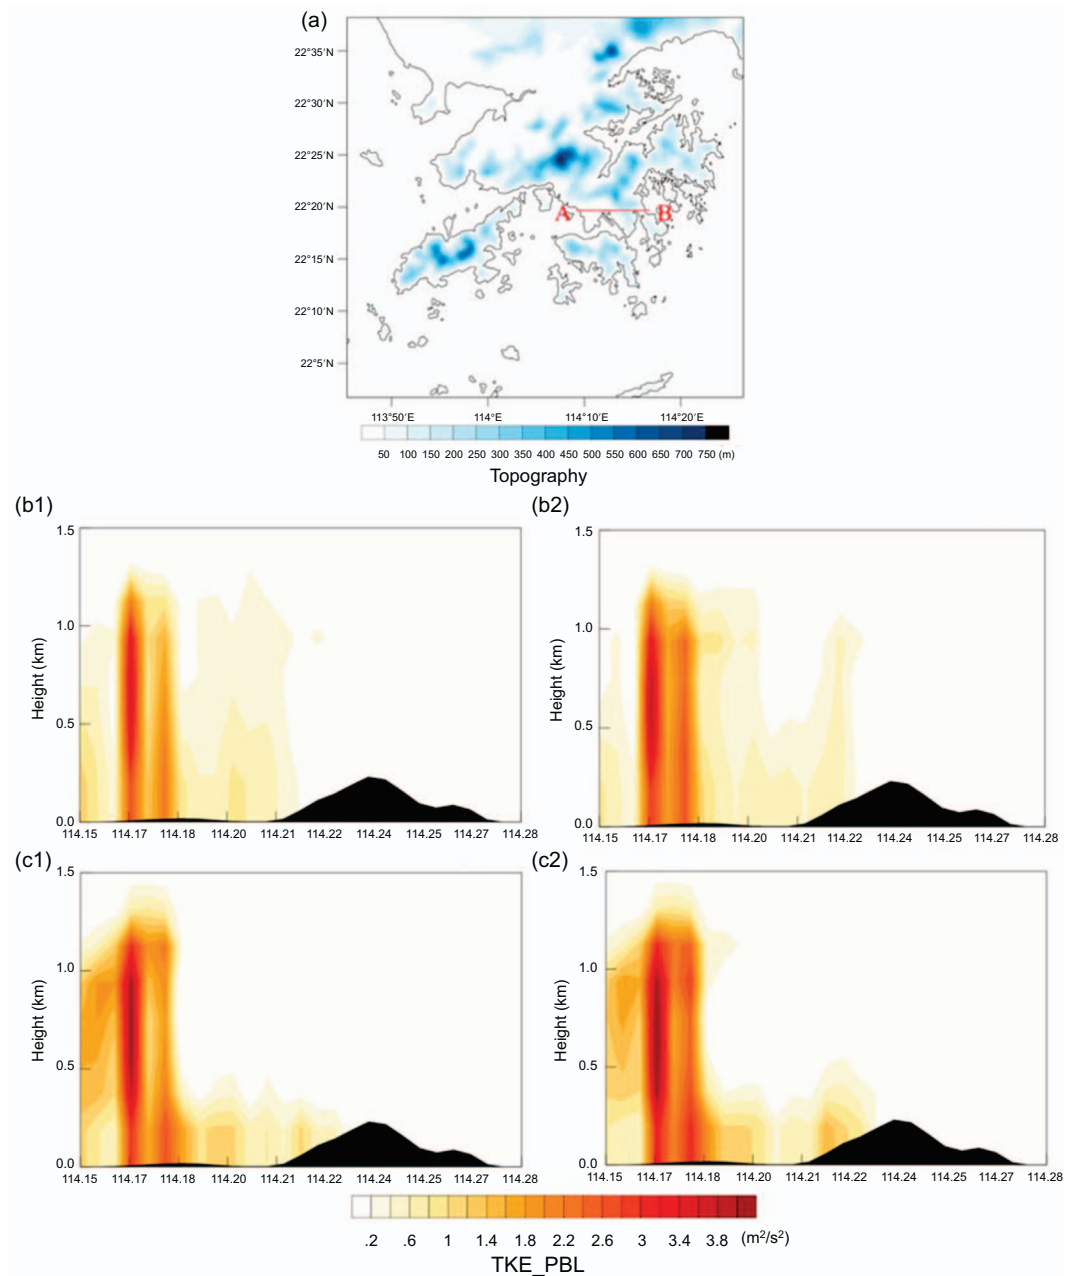 (a)
22°35′N
22°30′N
22°25′N
22°20′N
A B
22°15′N
22°10′N
22°5′N
113°50′E 114°E 114°10′E 114°20′E
50 100 150 200 250 300 350 400 450 500 550 600 650 700 750 (m)
Topography
(b1)
1.5
1.0
Height (km)
0.5
0.0
114.15 114.17 114.18 114.20 114.21 114.22 114.24 114.25 114.27 114.28
(b2)
1.5
1.0
Height (km)
0.5
0.0
114.15 114.17 114.18 114.20 114.21 114.22 114.24 114.25 114.27 114.28
(c1)
1.5
1.0
Height (km)
0.5
0.0
114.15 114.17 114.18 114.20 114.21 114.22 114.24 114.25 114.27 114.28
(c2)
1.5
1.0
Height (km)
0.5
0.0
114.15 114.17 114.18 114.20 114.21 114.22 114.24 114.25 114.27 114.28
.2 .6 1 1.4 1.8 2.2 2.6 3 3.4 3.8 (m²/s²)
TKE_PBL